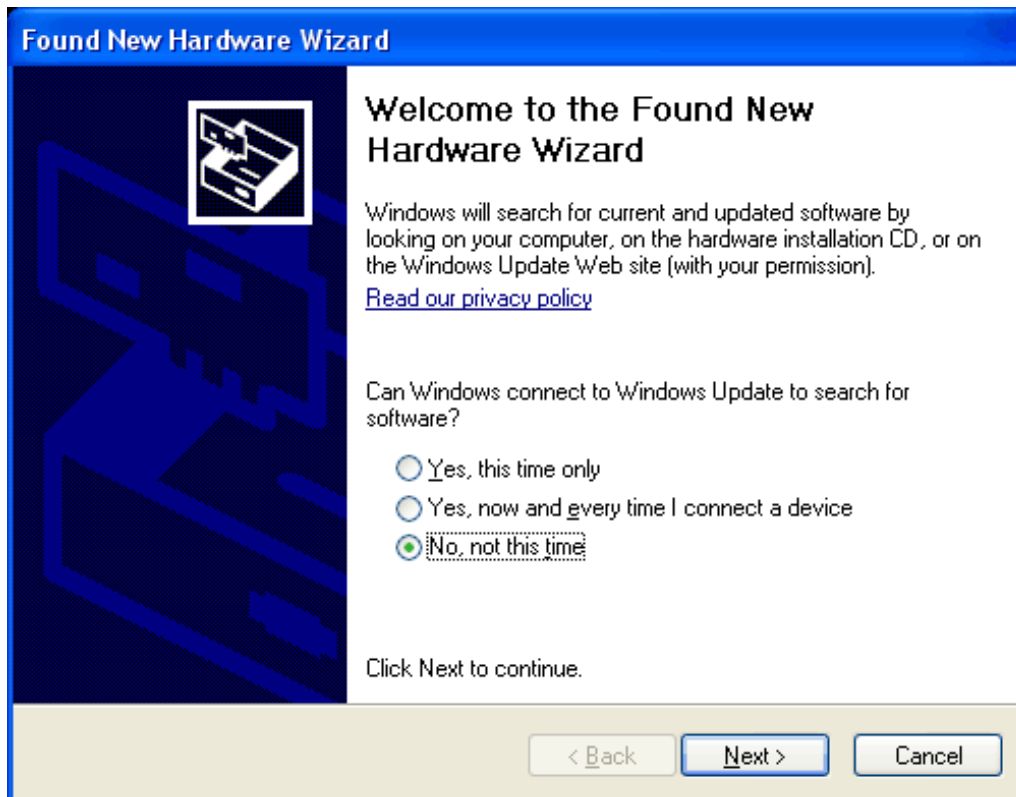 Found New Hardware Wizard
Welcome to the Found New
Hardware Wizard
Windows will search for current and updated software by
looking on your computer, on the hardware installation CD, or on
the Windows Update Web site (with your permission).
Read our privacy policy
Can Windows connect to Windows Update to search for
software?
Yes, this time only
Yes, now and every time I connect a device
No, not this time
Click Next to continue.
< Back Next > Cancel